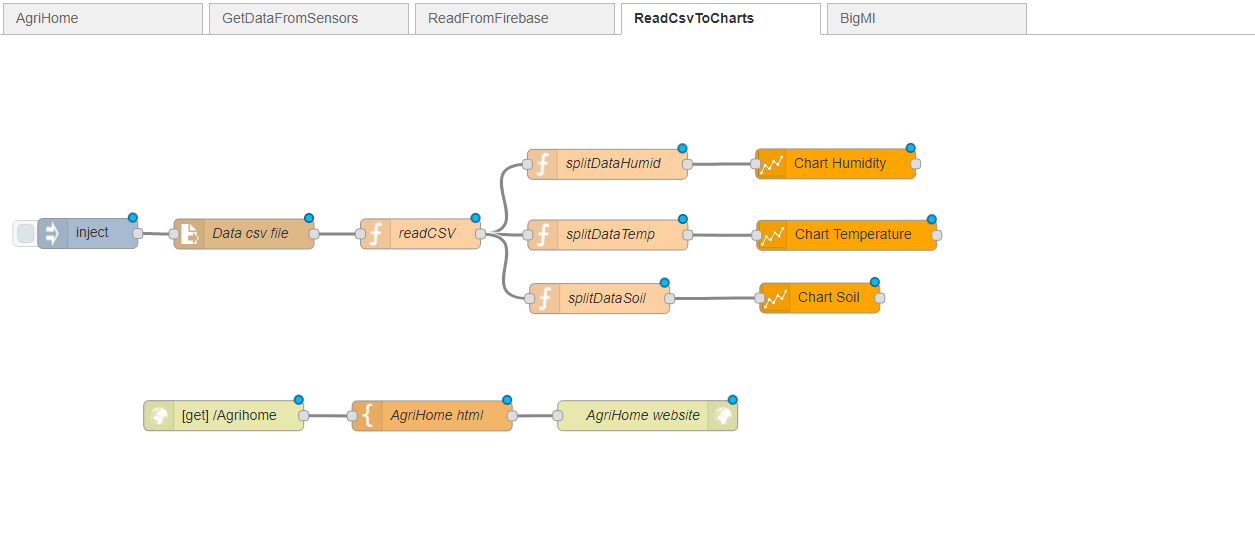 AgriHome
GetDataFromSensors
ReadFromFirebase
ReadCsvToCharts
BigMl
splitDataHumid
Chart Humidity
inject
Data csv file
readCSV
splitDataTemp
Chart Temperature
splitDataSoil
Chart Soil
[get] /Agrihome
AgriHome html
AgriHome website